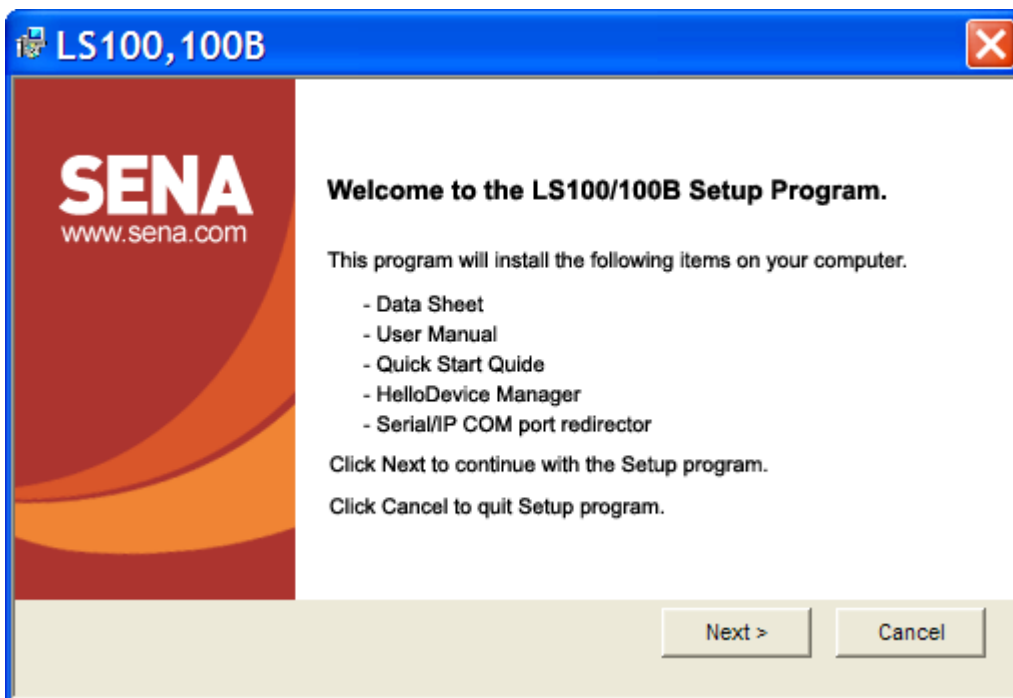 LS100,100B
SENA
www.sena.com
Welcome to the LS100/100B Setup Program.
This program will install the following items on your computer.
- Data Sheet
- User Manual
- Quick Start Quide
- HelloDevice Manager
- Serial/IP COM port redirector
Click Next to continue with the Setup program.
Click Cancel to quit Setup program.
Next >
Cancel